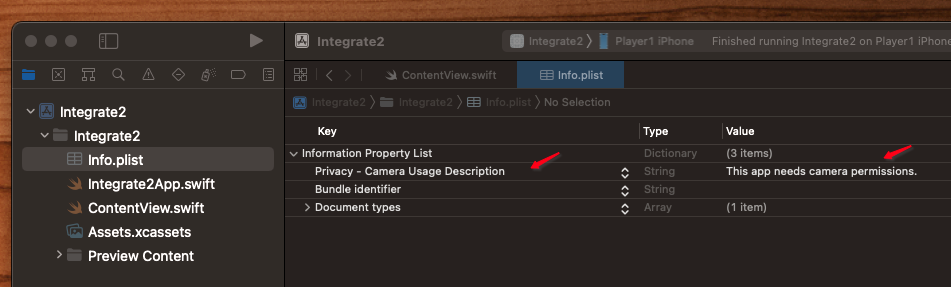 Integrate2
Integrate2 〉 Player1 iPhone
Finished running Integrate2 on Player1 iPhone
ContentView.swift
Info.plist
Integrate2 〉 Integrate2 〉 Info.plist 〉 No Selection
Integrate2
Integrate2
Info.plist
Integrate2App.swift
ContentView.swift
Assets.xcassets
Preview Content
Key Type Value
Information Property List Dictionary (3 items)
Privacy - Camera Usage Description String This app needs camera permissions.
Bundle identifier String
Document types Array (1 item)